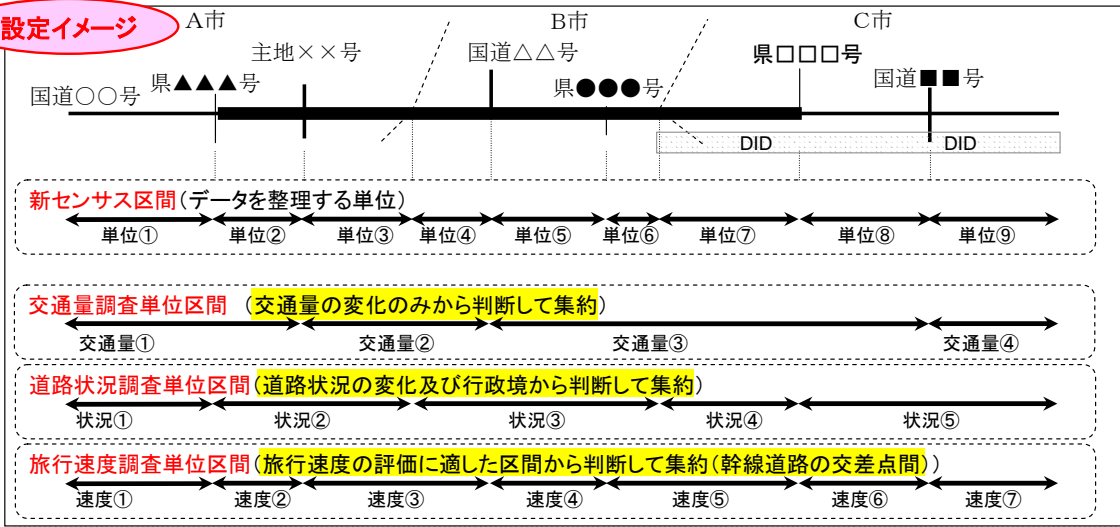 設定イメージ
A市
B市
C市
主地××号
国道△△号
県□□□号
国道○○号
県▲▲▲号
県●●●号
国道■■号
DID
DID
新センサス区間(データを整理する単位)
単位①
単位②
単位③
単位④
単位⑤
単位⑥
単位⑦
単位⑧
単位⑨
交通量調査単位区間 (交通量の変化のみから判断して集約)
交通量①
交通量②
交通量③
交通量④
道路状況調査単位区間(道路状況の変化及び行政境から判断して集約)
状況①
状況②
状況③
状況④
状況⑤
旅行速度調査単位区間(旅行速度の評価に適した区間から判断して集約(幹線道路の交差点間))
速度①
速度②
速度③
速度④
速度⑤
速度⑥
速度⑦